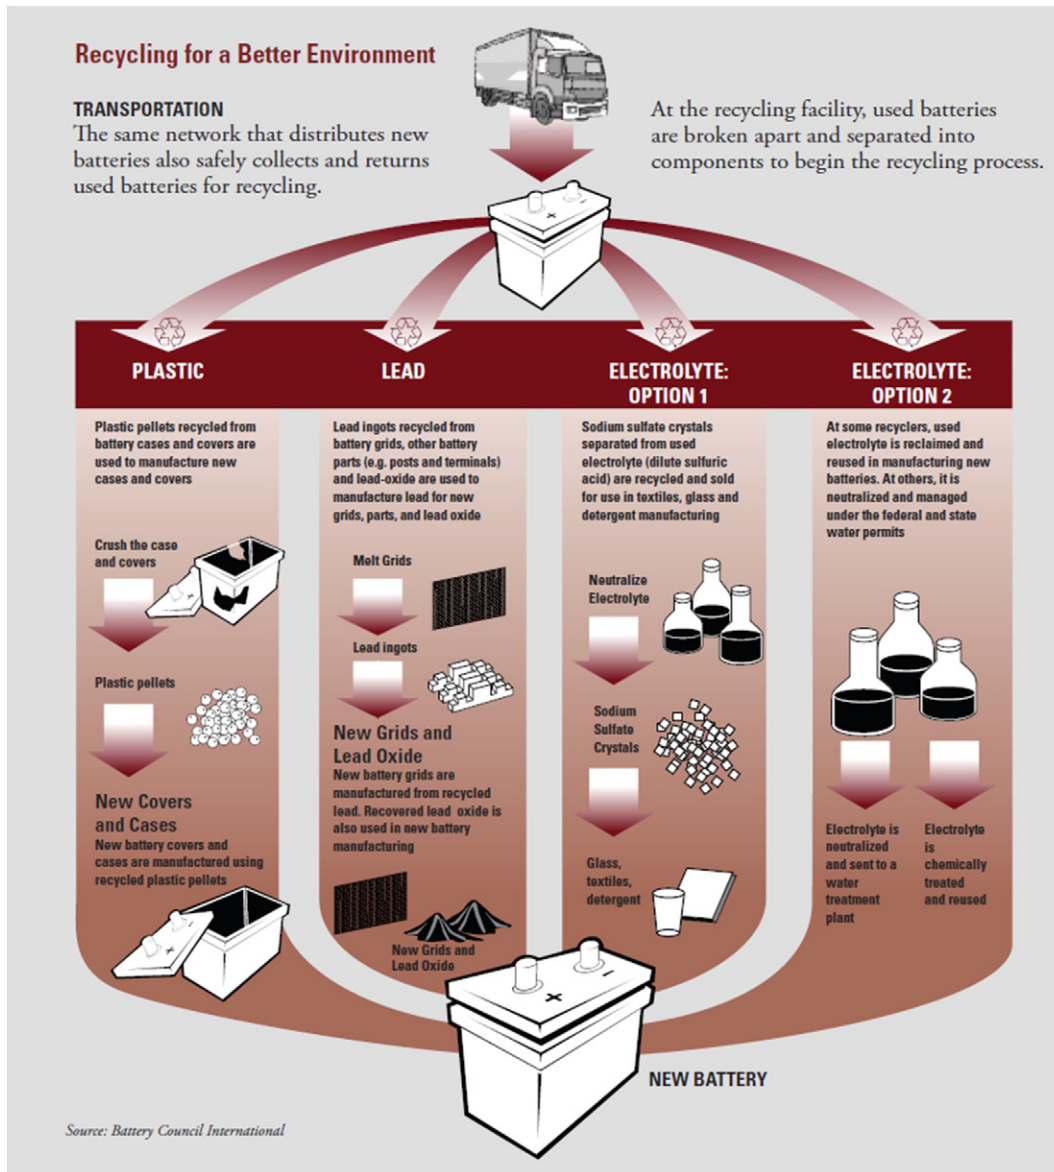 Recycling for a Better Environment
TRANSPORTATION
The same network that distributes new
batteries also safely collects and returns
used batteries for recycling.
At the recycling facility, used batteries
are broken apart and separated into
components to begin the recycling process.
PLASTIC
Plastic pellets recycled from
battery cases and covers are
used to manufacture new
cases and covers
Crush the case
and covers
Plastic pellets
New Covers
and Cases
New battery covers and
cases are manufactured using
recycled plastic pellets
LEAD
Lead ingots recycled from
battery grids, other battery
parts (e.g. posts and terminals)
and lead-oxide are used to
manufacture lead for new
grids, parts, and lead oxide
Melt Grids
Lead ingots
New Grids and
Lead Oxide
New battery grids are
manufactured from recycled
lead. Recovered lead oxide is
also used in new battery
manufacturing
New Grids and
Lead Oxide
ELECTROLYTE:
OPTION 1
Sodium sulfate crystals
separated from used
electrolyte (dilute sulfuric
acid) are recycled and sold
for use in textiles, glass and
detergent manufacturing
Neutralize
Electrolyte
Sodium
Sulfate
Crystals
Glass,
textiles,
detergent
ELECTROLYTE:
OPTION 2
At some recyclers, used
electrolyte is reclaimed and
reused in manufacturing new
batteries. At others, it is
neutralized and managed
under the federal and state
water permits
Electrolyte is
neutralized
and sent to a
water
treatment
plant
Electrolyte
is
chemically
treated
and reused
+
-
NEW BATTERY
Source: Battery Council International